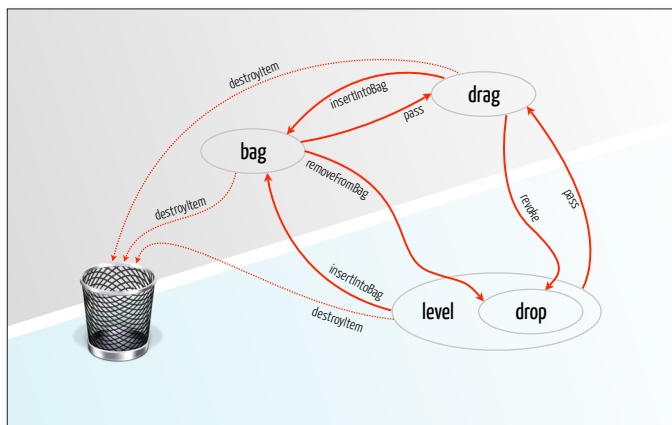 destroyItem
insertIntoBag
drag
pass
bag
removeFromBag
revoke
pass
destroyItem
insertIntoBag
level
drop
destroyItem